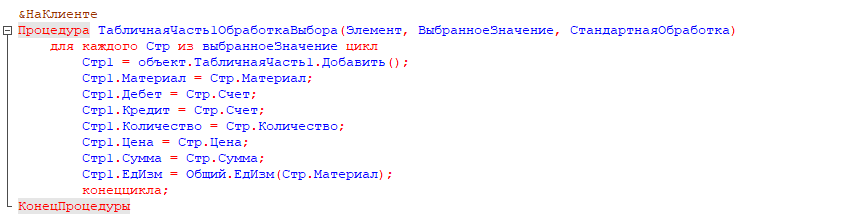 &НаКлиенте
Процедура ТабличнаяЧасть1ОбработкаВыбора(Элемент, ВыбранноеЗначение, СтандартнаяОбработка)
для каждого Стр из выбранноеЗначение цикл
Стр1 = объект.ТабличнаяЧасть1.Добавить();
Стр1.Материал = Стр.Материал;
Стр1.Дебет = Стр.Счет;
Стр1.Кредит = Стр.Счет;
Стр1.Количество = Стр.Количество;
Стр1.Цена = Стр.Цена;
Стр1.Сумма = Стр.Сумма;
Стр1.ЕдИзм = Общий.ЕдИзм(Стр.Материал);
конеццикла;
КонецПроцедуры